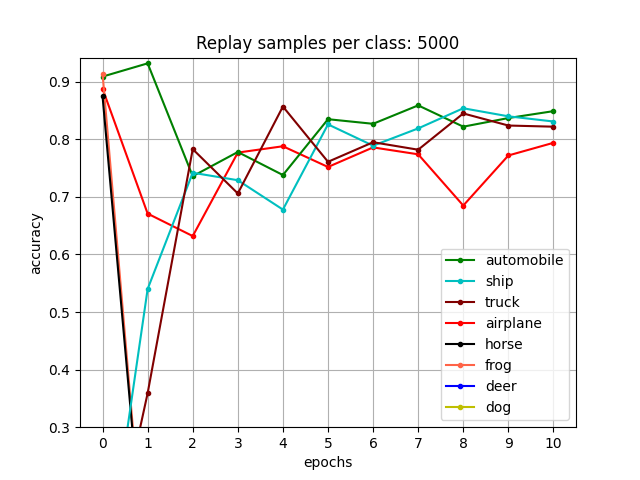 Replay samples per class: 5000
accuracy
0.9
0.8
0.7
0.6
0.5
0.4
0.3
automobile
ship
truck
airplane
horse
frog
deer
dog
0 1 2 3 4 5 6 7 8 9 10
epochs